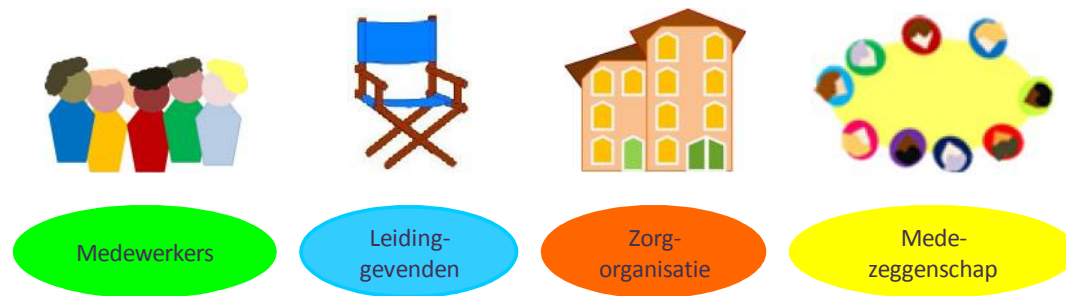 Medewerkers
Leiding-
gevenden
Zorg-
organisatie
Mede-
zeggenschap